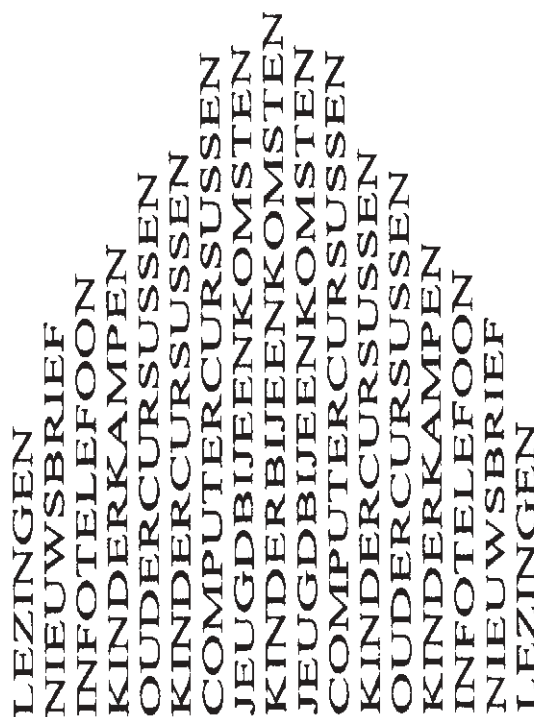 LEZINGEN
NIEUWSBRIEF
INFOTELEFOON
KINDERKAMPEN
OUDERCURSUSSEN
KINDERCURSUSSEN
COMPUTERCURSUSSEN
JEUGDBIJEENKOMSTEN
KINDERBIJEENKOMSTEN
JEUGDBIJEENKOMSTEN
COMPUTERCURSUSSEN
KINDERCURSUSSEN
OUDERCURSUSSEN
KINDERKAMPEN
INFOTELEFOON
NIEUWSBRIEF
LEZINGEN